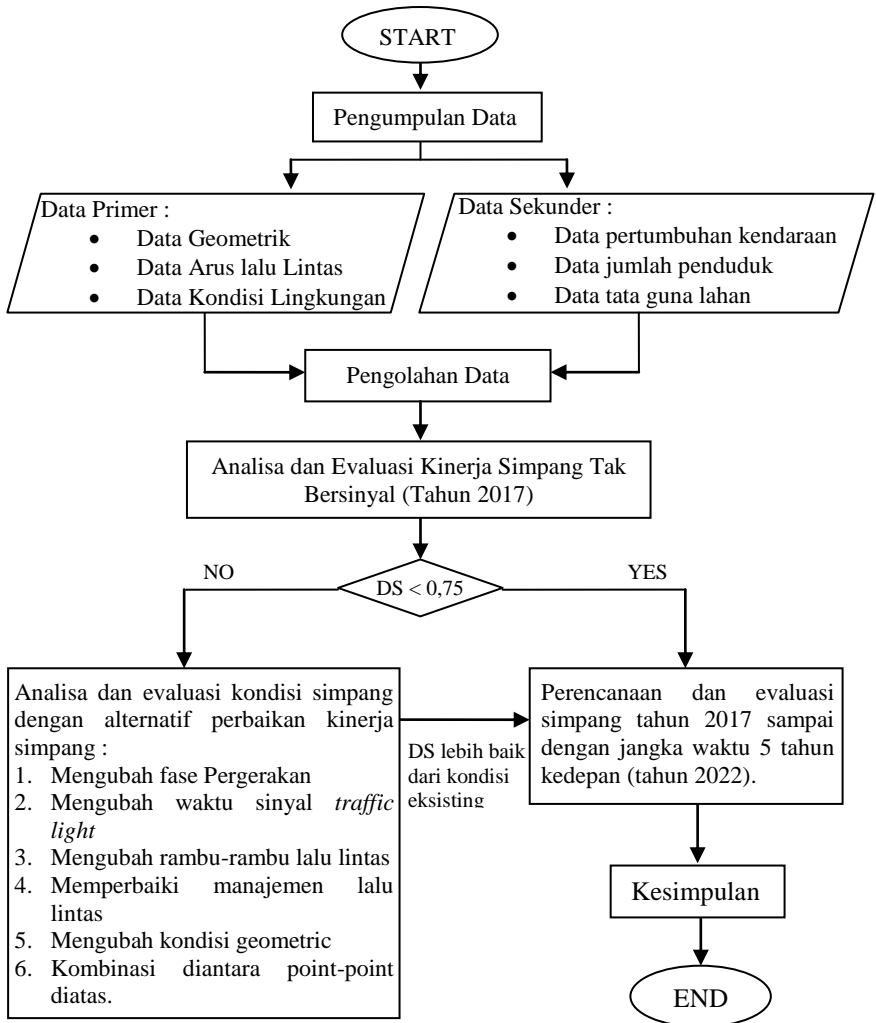 START
Pengumpulan Data
Data Primer :
• Data Geometrik
• Data Arus lalu Lintas
• Data Kondisi Lingkungan
Data Sekunder :
• Data pertumbuhan kendaraan
• Data jumlah penduduk
• Data tata guna lahan
Pengolahan Data
Analisa dan Evaluasi Kinerja Simpang Tak
Bersinyal (Tahun 2017)
NO
DS < 0,75
YES
Analisa dan evaluasi kondisi simpang
dengan alternatif perbaikan kinerja
simpang :
1. Mengubah fase Pergerakan
2. Mengubah waktu sinyal traffic
light
3. Mengubah rambu-rambu lalu lintas
4. Memperbaiki manajemen lalu
lintas
5. Mengubah kondisi geometric
6. Kombinasi diantara point-point
diatas.
DS lebih baik
dari kondisi
eksisting
Perencanaan dan evaluasi
simpang tahun 2017 sampai
dengan jangka waktu 5 tahun
kedepan (tahun 2022).
Kesimpulan
END